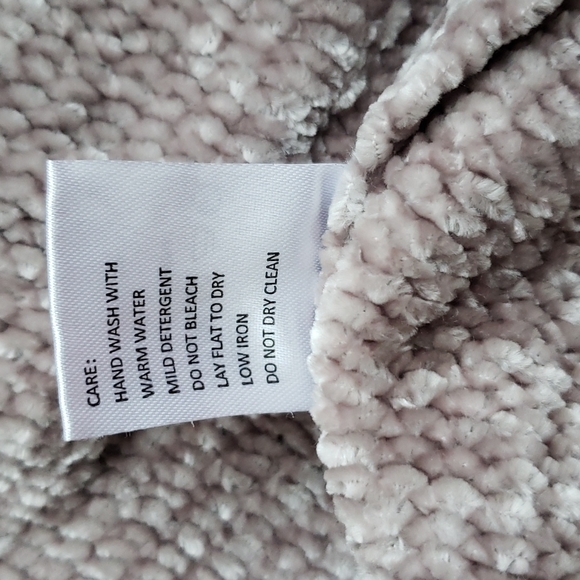 CARE:
HAND WASH WITH
WARM WATER
MILD DETERGENT
DO NOT BLEACH
LAY FLAT TO DRY
LOW IRON
DO NOT DRY CLEAN